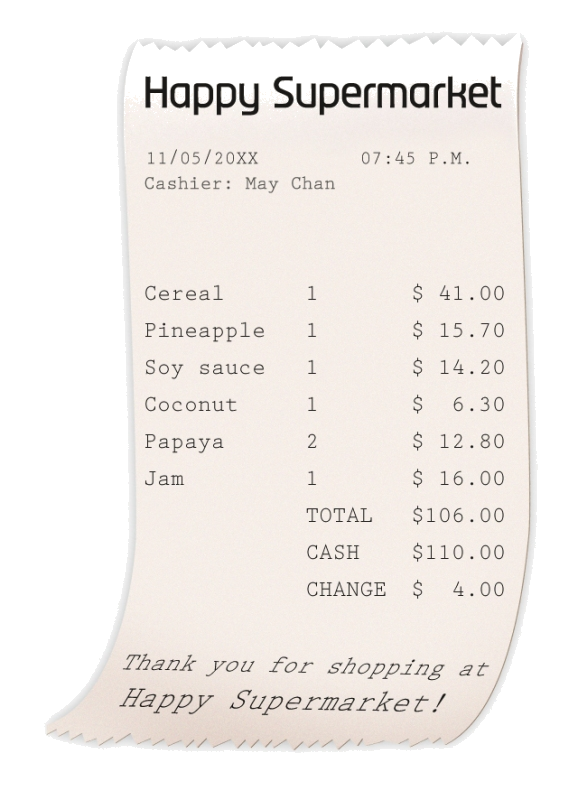 Happy Supermarket
11/05/20XX 07:45 P.M.
Cashier: May Chan
Cereal 1 $ 41.00
Pineapple 1 $ 15.70
Soy sauce 1 $ 14.20
Coconut 1 $ 6.30
Papaya 2 $ 12.80
Jam 1 $ 16.00
TOTAL $106.00
CASH $110.00
CHANGE $ 4.00
Thank you for shopping at
Happy Supermarket!